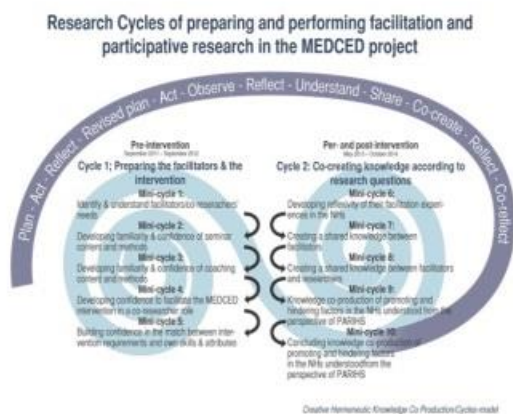 Research Cycles of preparing and performing facilitation and
participative research in the MEDCED project
Plan - Act - Reflect - Revised plan - Act - Observe - Reflect - Understand - Share - Co-create - Reflect - Co-reflect
Pre-intervention
Cycle 1; Preparing the facilitators & the
intervention
Mini-cycle 1:
Identify & understand facilitators/co reserachers'
needs
Mini-cycle 2:
Developing familiarity & confidence of seminar
content and methods
Mini-cycle 3:
Developing familiarity & confidence of coaching
content and methods
Mini-cycle 4:
Developing confidence to facilitate the MEDCED
intervention in a co-researcher role
Mini-cycle 5:
Building confidence in the match between inter-
vention requirements and own skills & attributes
Per- and post-intervention
Cycle 2: Co-creating knowledge according to
research questions
Mini-cycle 6:
Developing reflexivity of their facilitation experi-
ences in the NHS
Mini-cycle 7:
Creating a shared knowledge between
facilitators
Mini-cycle 8:
Creating a shared knowledge between facilitators
and researchers
Mini-cycle 9:
Knowledge co-production of promoting and
hindering factors in the NHs understood from the
perspective of PARIHS
Mini-cycle 10:
Concluding knowledge co-production of
promoting and hindering factors
in the NHs understoodfrom the
perspective of PARIHS
Creative Hermeneutic Knowledge Co Production Cycles model